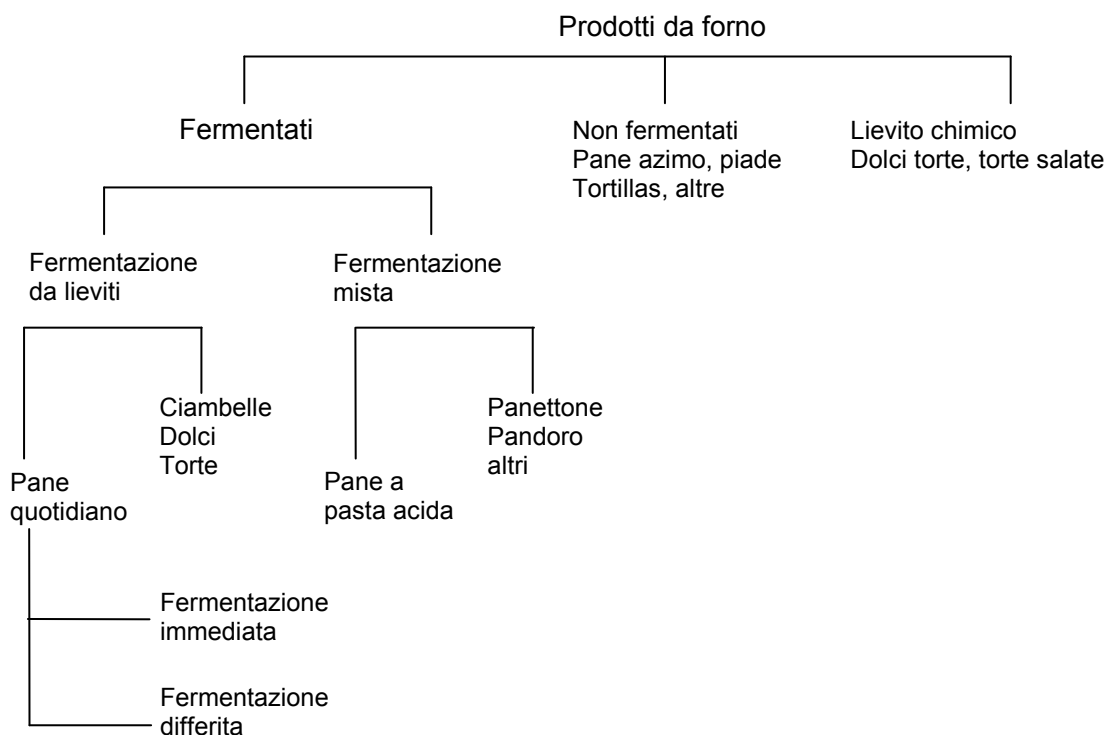 Prodotti da forno
Fermentati
Non fermentati
Pane azimo, piade
Tortillas, altre
Lievito chimico
Dolci torte, torte salate
Fermentazione
da lieviti
Fermentazione
mista
Ciambelle
Dolci
Torte
Panettone
Pandoro
altri
Pane
quotidiano
Pane a
pasta acida
Fermentazione
immediata
Fermentazione
differita